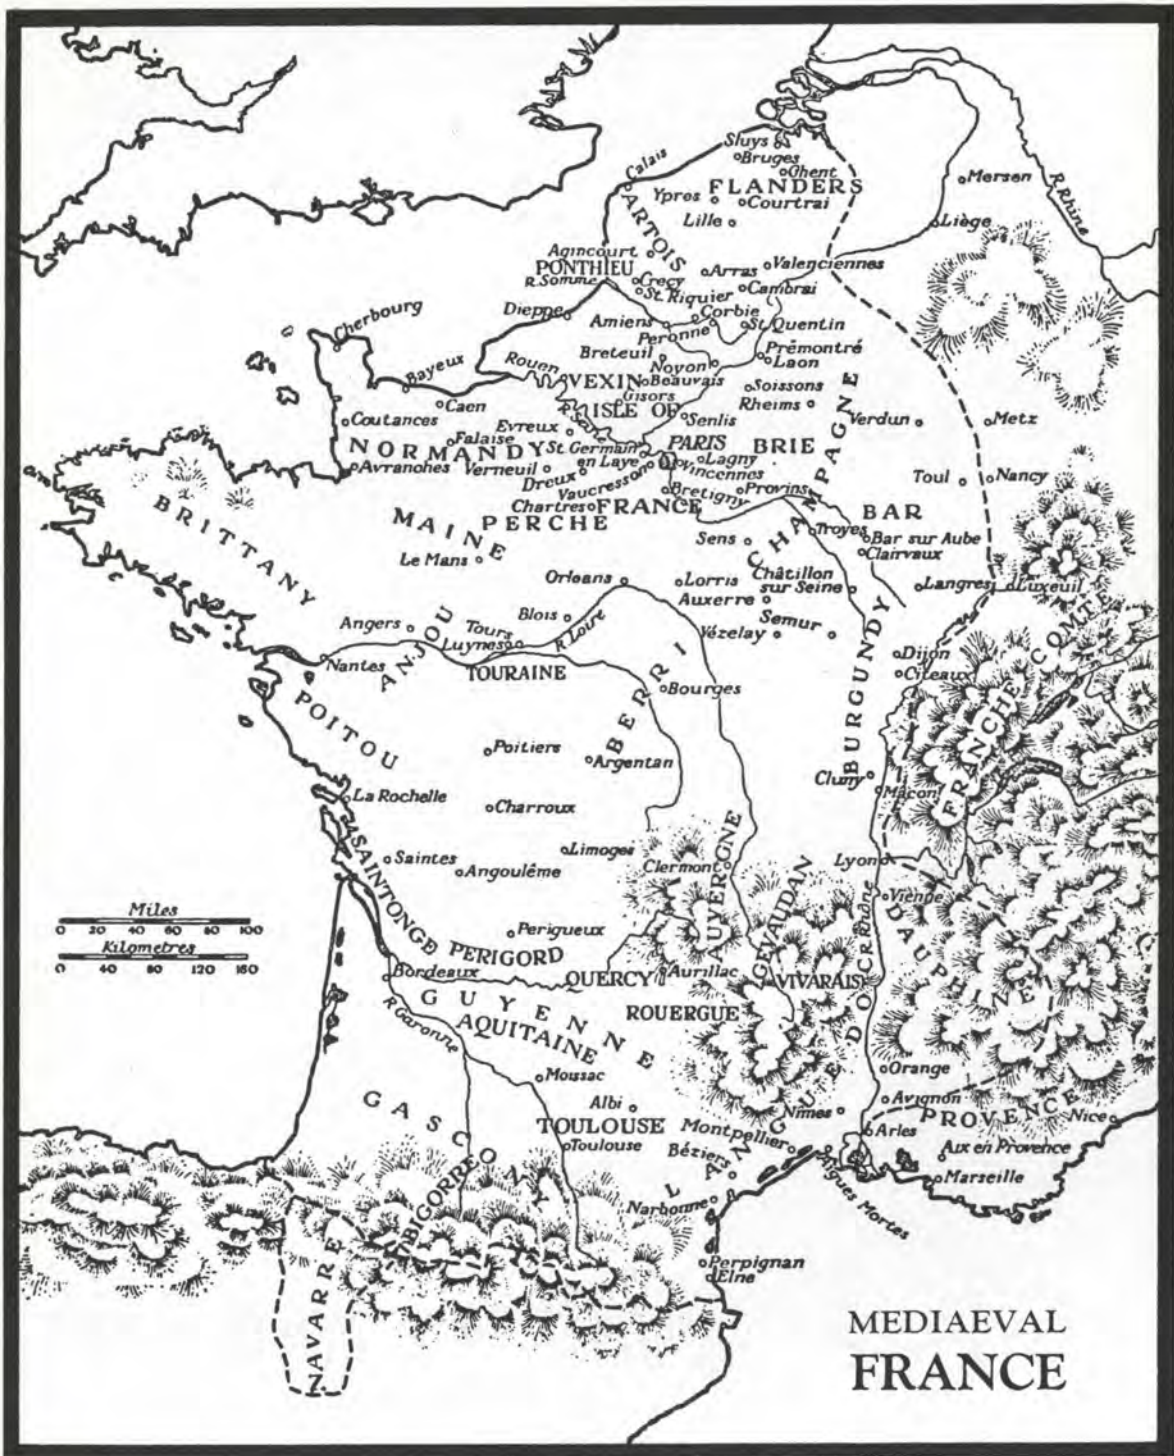 Sluys
Bruges
Ghent
Calais
FLANDERS
Ypres
Courtrai
Lille
Mersen
R Rhine
Liège
ARTOIS
Agincourt
PONTHIEU
R Somme
Crecy
St. Riquier
Arras
Valenciennes
Cambrai
Dieppe
Amiens
Corbie
Peronne
St. Quentin
Cherbourg
Breteuil
Noyon
Prémontré
Laon
Bayeux
Rouen
VEXIN
Beauvais
Soissons
Rheims
Caen
Gisors
ISLE OF
Seine
Senlis
Verdun
Metz
Coutances
Evreux
Falaise
NORMANDY
St. Germain
en Laye
PARIS
BRIE
CHAMPAGNE
Avranches
Verneuil
Lagny
Vincennes
Dreux
Vaucresson
Bretigny
Provins
Toul
Nancy
Chartres
FRANCE
BAR
BRITTANY
MAINE
PERCHE
Sens
Troyes
Bar sur Aube
Clairvaux
Le Mans
Orleans
Lorris
Châtillon
sur Seine
Langres
Luxeuil
Auxerre
Blois
Semur
Vézelay
Angers
ANJOU
Tours
Luynes
R Loire
Nantes
TOURAINE
BERRI
Bourges
BURGUNDY
Dijon
Citeaux
FRANCHE COMTE
POITOU
Poitiers
Argentan
Cluny
Mâcon
La Rochelle
Charroux
Limoges
Saintes
Angoulême
SAINTONGE
Clermont
AUVERGNE
Lyon
Vienne
Miles
0 20 40 60 80 100
Kilometres
0 40 80 120 160
Perigueux
PERIGORD
GEVAUDAN
R Rhône
DAUPHINE
Bordeaux
QUERCY
Aurillac
VIVARAIS
GUYENNE
AQUITAINE
ROUERGUE
R Garonne
Moissac
Orange
GASCONY
Albi
Nîmes
Avignon
PROVENCE
Nice
TOULOUSE
Toulouse
Montpellier
Arles
Aix en Provence
Béziers
LANGUEDOC
Aigues Mortes
Marseille
BIGORRE
Narbonne
NAVARRE
Perpignan
Elne
MEDIAEVAL
FRANCE